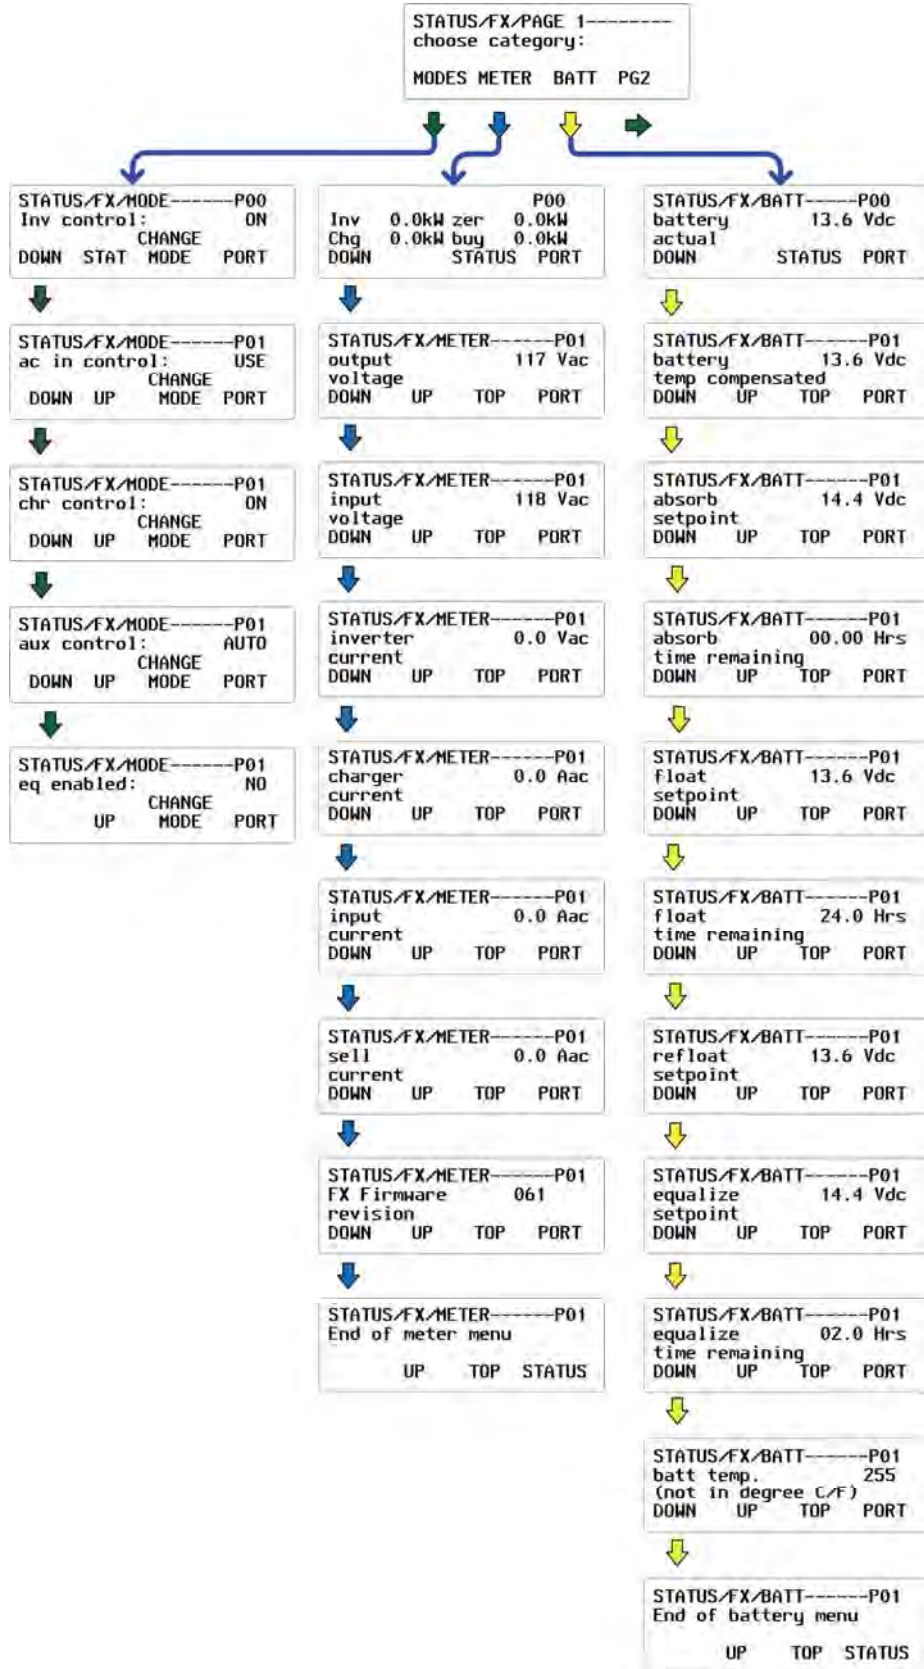 STATUS/FX/PAGE 1--------
choose category:
MODES METER BATT PG2
STATUS/FX/MODE------P00
Inv control: ON
CHANGE
DOWN STAT MODE PORT
STATUS/FX/MODE------P01
ac in control: USE
CHANGE
DOWN UP MODE PORT
STATUS/FX/MODE------P01
chr control: ON
CHANGE
DOWN UP MODE PORT
STATUS/FX/MODE------P01
aux control: AUTO
CHANGE
DOWN UP MODE PORT
STATUS/FX/MODE------P01
eq enabled: NO
CHANGE
UP MODE PORT
P00
Inv 0.0kW zer 0.0kW
Chg 0.0kW buy 0.0kW
DOWN STATUS PORT
STATUS/FX/METER------P01
output 117 Vac
voltage
DOWN UP TOP PORT
STATUS/FX/METER------P01
input 118 Vac
voltage
DOWN UP TOP PORT
STATUS/FX/METER------P01
inverter 0.0 Vac
current
DOWN UP TOP PORT
STATUS/FX/METER------P01
charger 0.0 Aac
current
DOWN UP TOP PORT
STATUS/FX/METER------P01
input 0.0 Aac
current
DOWN UP TOP PORT
STATUS/FX/METER------P01
sell 0.0 Aac
current
DOWN UP TOP PORT
STATUS/FX/METER------P01
FX Firmware 061
revision
DOWN UP TOP PORT
STATUS/FX/METER------P01
End of meter menu
UP TOP STATUS
STATUS/FX/BATT------P00
battery 13.6 Vdc
actual
DOWN STATUS PORT
STATUS/FX/BATT------P01
battery 13.6 Vdc
temp compensated
DOWN UP TOP PORT
STATUS/FX/BATT------P01
absorb 14.4 Vdc
setpoint
DOWN UP TOP PORT
STATUS/FX/BATT------P01
absorb 00.00 Hrs
time remaining
DOWN UP TOP PORT
STATUS/FX/BATT------P01
float 13.6 Vdc
setpoint
DOWN UP TOP PORT
STATUS/FX/BATT------P01
float 24.0 Hrs
time remaining
DOWN UP TOP PORT
STATUS/FX/BATT------P01
refloat 13.6 Vdc
setpoint
DOWN UP TOP PORT
STATUS/FX/BATT------P01
equalize 14.4 Vdc
setpoint
DOWN UP TOP PORT
STATUS/FX/BATT------P01
equalize 02.0 Hrs
time remaining
DOWN UP TOP PORT
STATUS/FX/BATT------P01
batt temp. 255
(not in degree C/F)
DOWN UP TOP PORT
STATUS/FX/BATT------P01
End of battery menu
UP TOP STATUS